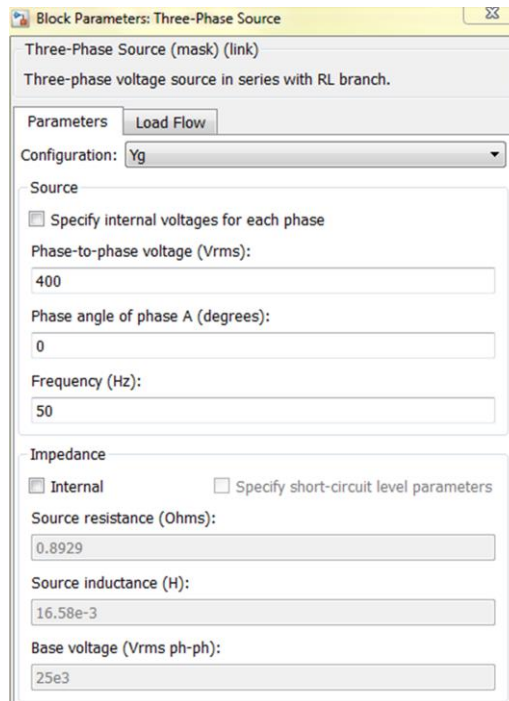 Block Parameters: Three-Phase Source
Three-Phase Source (mask) (link)
Three-phase voltage source in series with RL branch.
Parameters Load Flow
Configuration: Yg
Source
Specify internal voltages for each phase
Phase-to-phase voltage (Vrms):
400
Phase angle of phase A (degrees):
0
Frequency (Hz):
50
Impedance
Internal Specify short-circuit level parameters
Source resistance (Ohms):
0.8929
Source inductance (H):
16.58e-3
Base voltage (Vrms ph-ph):
25e3